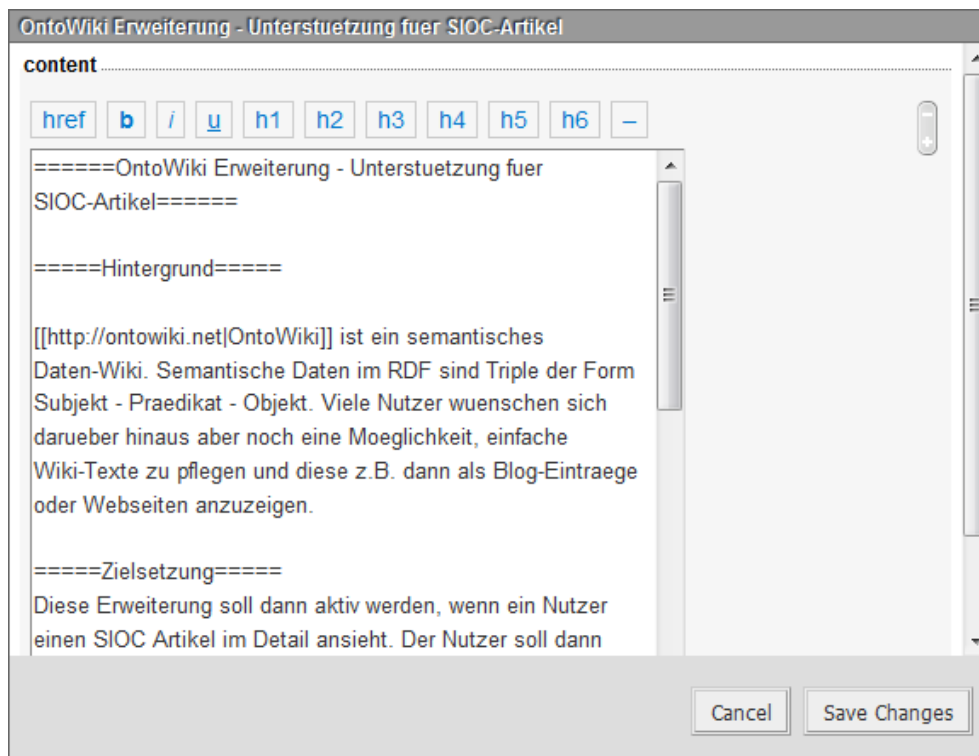 OntoWiki Erweiterung - Unterstuetzung fuer SIOC-Artikel
content
href b i u h1 h2 h3 h4 h5 h6 –
======OntoWiki Erweiterung - Unterstuetzung fuer
SIOC-Artikel======
=====Hintergrund=====
[[http://ontowiki.net|OntoWiki]] ist ein semantisches
Daten-Wiki. Semantische Daten im RDF sind Triple der Form
Subjekt - Praedikat - Objekt. Viele Nutzer wuenschen sich
darueber hinaus aber noch eine Moeglichkeit, einfache
Wiki-Texte zu pflegen und diese z.B. dann als Blog-Eintraege
oder Webseiten anzuzeigen.
=====Zielsetzung=====
Diese Erweiterung soll dann aktiv werden, wenn ein Nutzer
einen SIOC Artikel im Detail ansieht. Der Nutzer soll dann
Cancel Save Changes